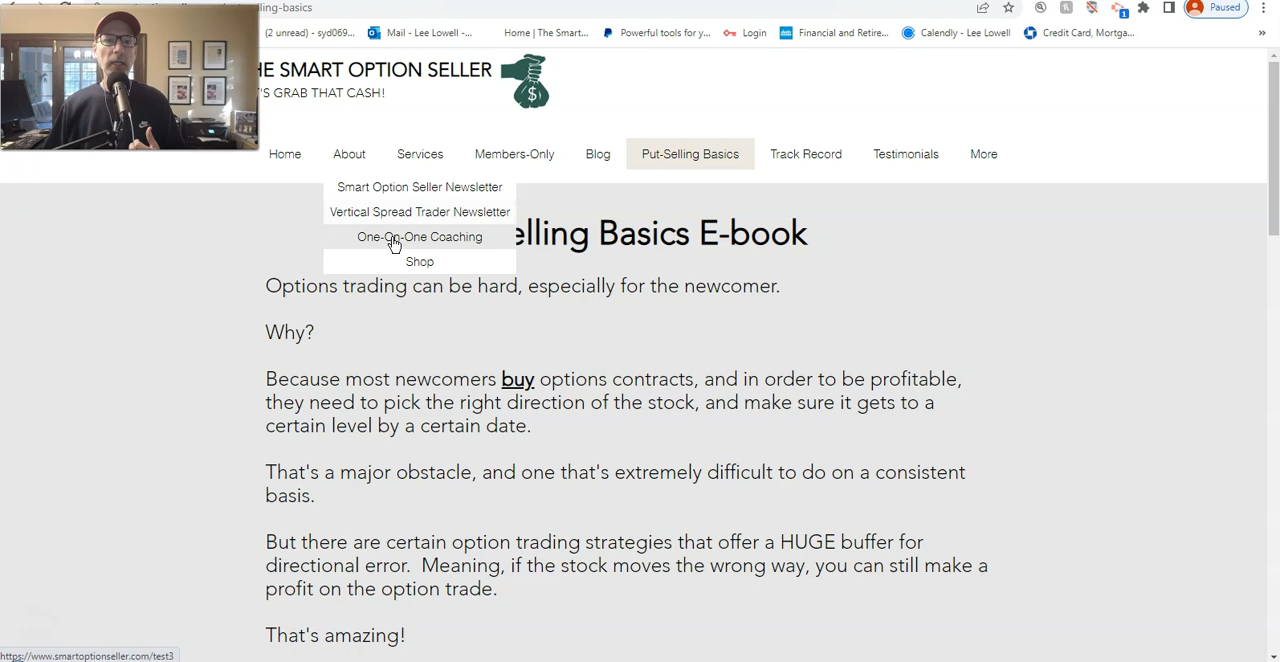 lling-basics
Paused
(2 unread) - syd069...
Mail - Lee Lowell -...
Home | The Smart...
Powerful tools for y...
Login
Financial and Retire...
Calendly - Lee Lowell
Credit Card, Mortga...
»
HE SMART OPTION SELLER
'S GRAB THAT CASH!
$
Home
About
Services
Members-Only
Blog
Put-Selling Basics
Track Record
Testimonials
More
Smart Option Seller Newsletter
Vertical Spread Trader Newsletter
One-On-One Coaching
Shop
elling Basics E-book
Options trading can be hard, especially for the newcomer.
Why?
Because most newcomers buy options contracts, and in order to be profitable,
they need to pick the right direction of the stock, and make sure it gets to a
certain level by a certain date.
That's a major obstacle, and one that's extremely difficult to do on a consistent
basis.
But there are certain option trading strategies that offer a HUGE buffer for
directional error.  Meaning, if the stock moves the wrong way, you can still make a
profit on the option trade.
That's amazing!
https://www.smartoptionseller.com/test3